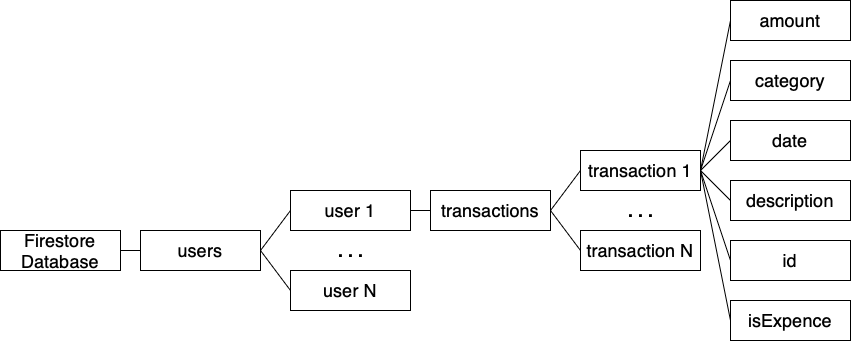 Firestore
Database
users
user 1
. . .
user N
transactions
transaction 1
. . .
transaction N
amount
category
date
description
id
isExpence